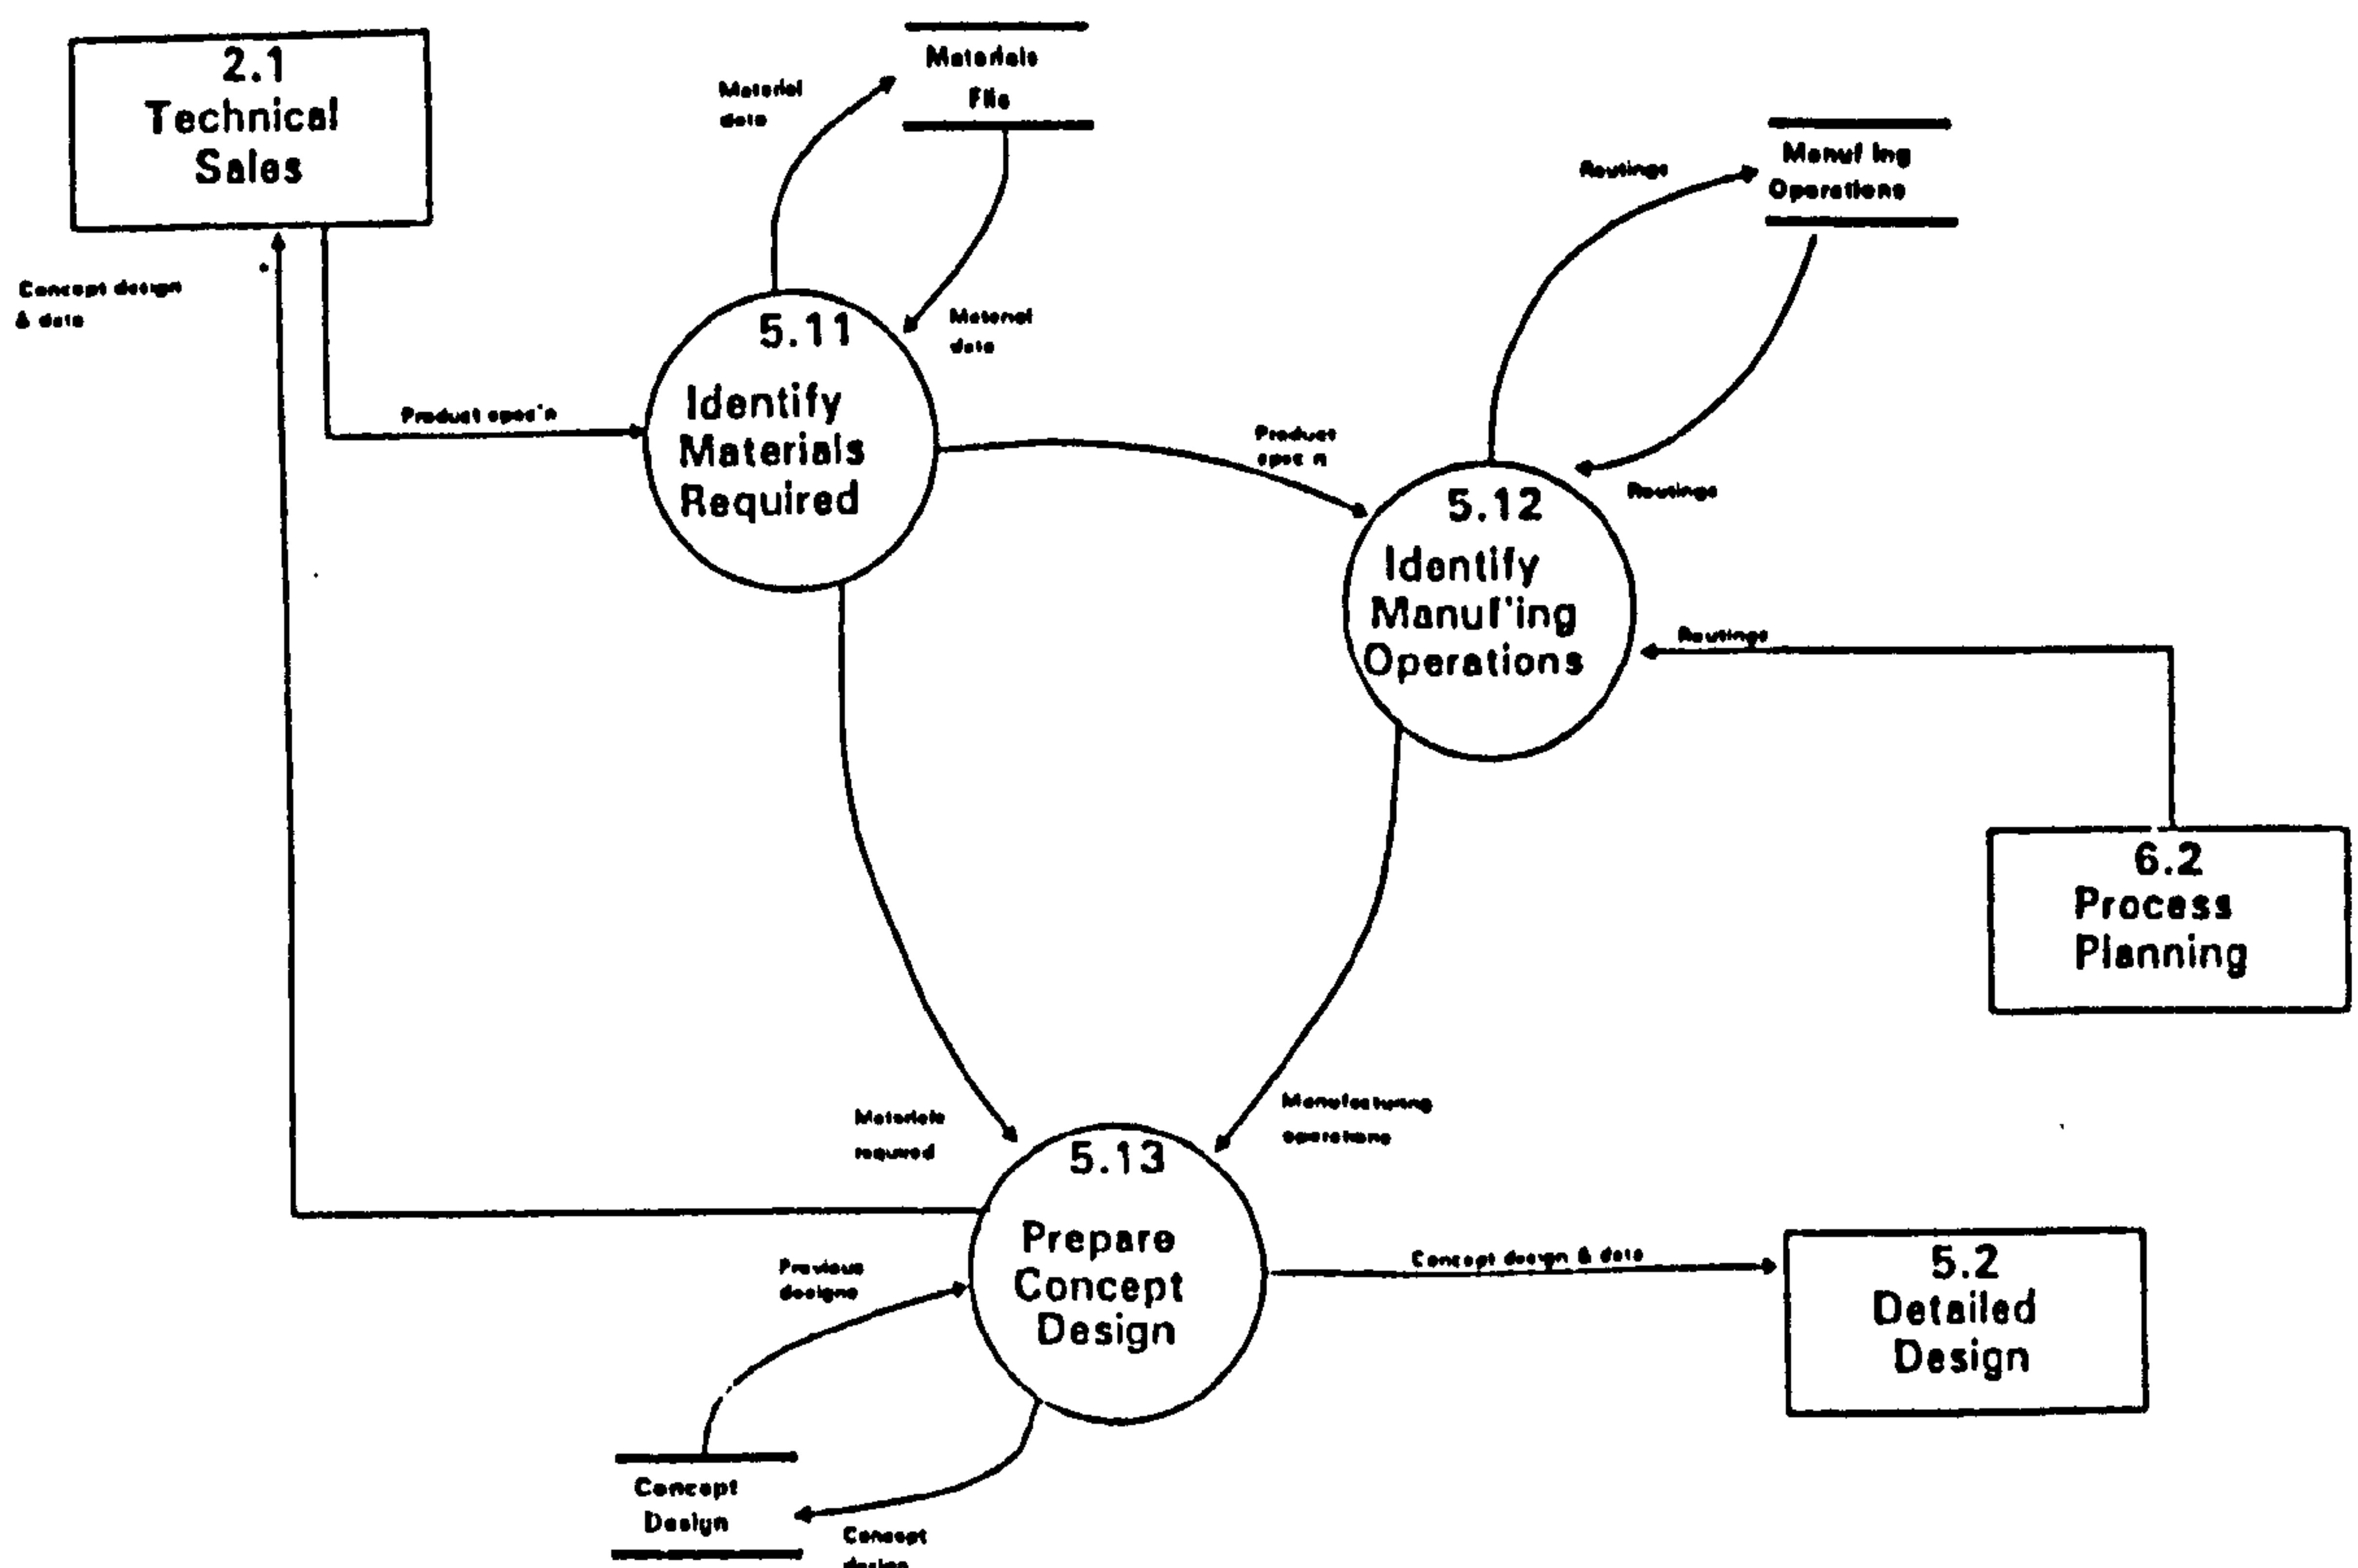 2.1
Technical
Sales
Materials
File
Material
data
Manuf ing
Operations
Routings
Concept design
& data
Material
data
Product spec'n
5.11
Identify
Materials
Required
Product
spec n
Routings
5.12
Identify
Manuf'ing
Operations
Routings
6.2
Process
Planning
Materials
required
Manufacturing
operations
5.13
Prepare
Concept
Design
Previous
designs
Concept design & data
5.2
Detailed
Design
Concept
Design
Concept
design